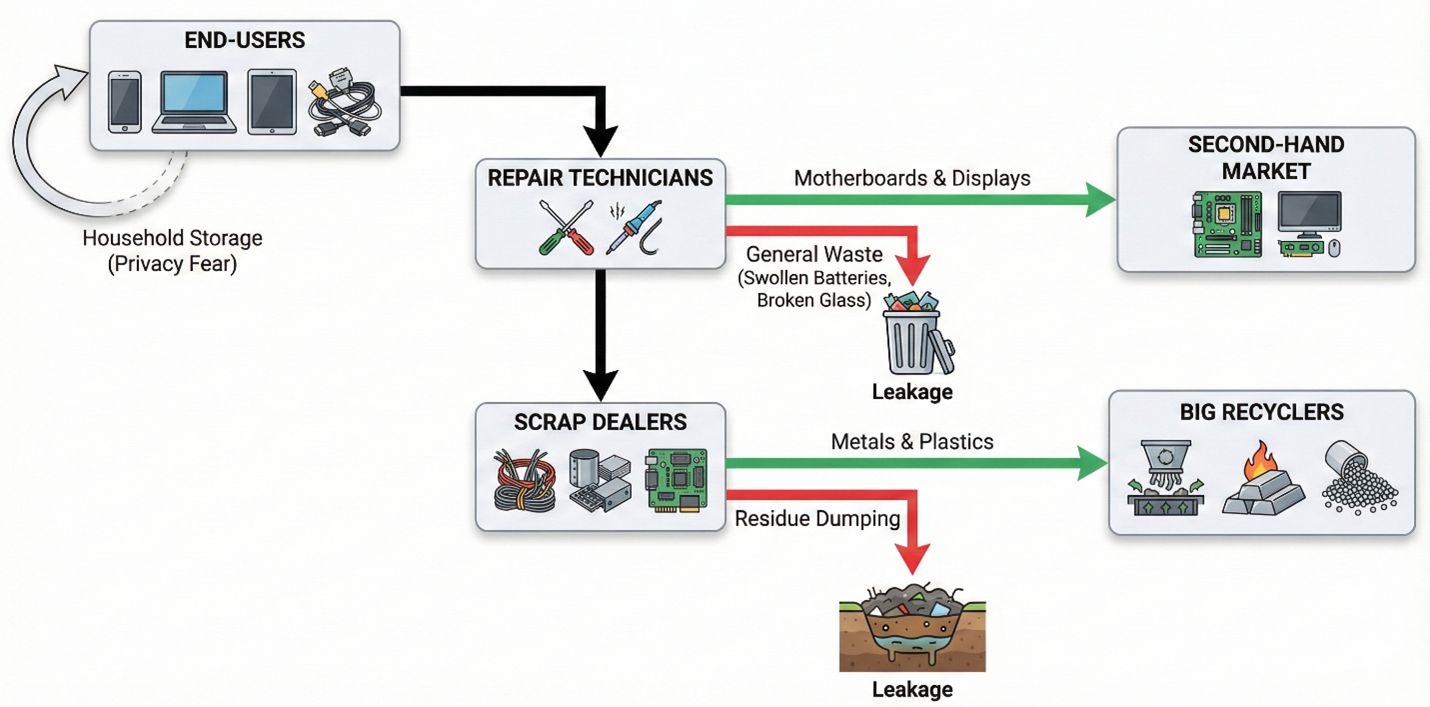 END-USERS
Household Storage
(Privacy Fear)
REPAIR TECHNICIANS
Motherboards & Displays
SECOND-HAND
MARKET
General Waste
(Swollen Batteries,
Broken Glass)
Leakage
SCRAP DEALERS
Metals & Plastics
BIG RECYCLERS
Residue Dumping
Leakage